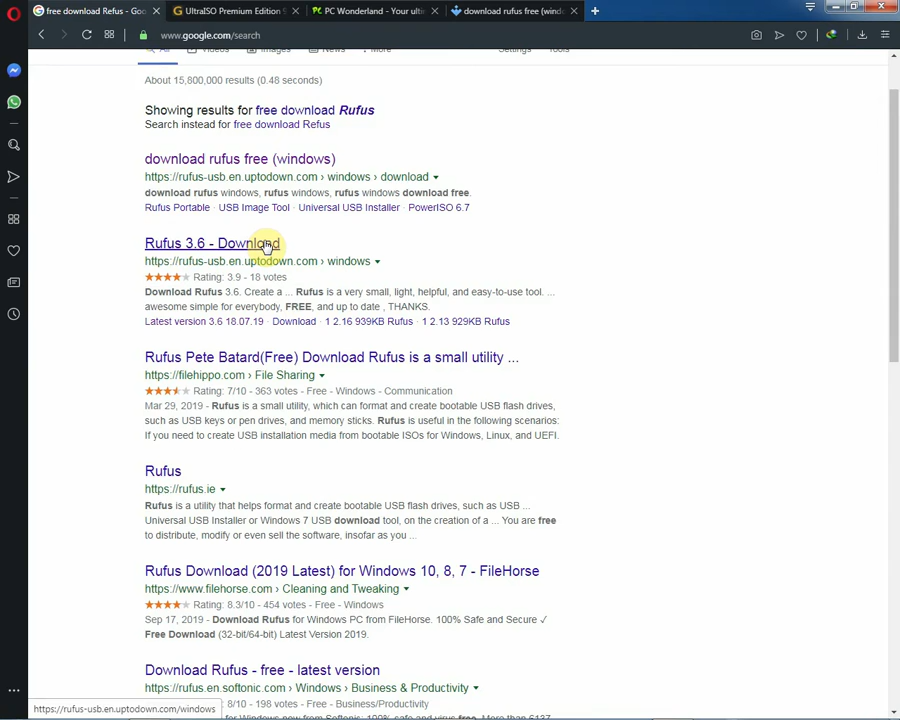 free download Refus - Goo
UltraISO Premium Edition 9
PC Wonderland - Your ultim
download rufus free (windo
www.google.com/search
All
Videos
Images
News
More
Settings
Tools
About 15,800,000 results (0.48 seconds)
Showing results for free download Rufus
Search instead for free download Refus
download rufus free (windows)
https://rufus-usb.en.uptodown.com › windows › download
download rufus windows, rufus windows, rufus windows download free.
Rufus Portable · USB Image Tool · Universal USB Installer · PowerISO 6.7
Rufus 3.6 - Download
https://rufus-usb.en.uptodown.com › windows
Rating: 3.9 - 18 votes
Download Rufus 3.6. Create a ... Rufus is a very small, light, helpful, and easy-to-use tool. ...
awesome simple for everybody, FREE, and up to date , THANKS.
Latest version 3.6 18.07.19 · Download · 1 2.16 939KB Rufus · 1 2.13 929KB Rufus
Rufus Pete Batard(Free) Download Rufus is a small utility ...
https://filehippo.com › File Sharing
Rating: 7/10 - 363 votes - Free - Windows - Communication
Mar 29, 2019 - Rufus is a small utility, which can format and create bootable USB flash drives,
such as USB keys or pen drives, and memory sticks. Rufus is useful in the following scenarios:
If you need to create USB installation media from bootable ISOs for Windows, Linux, and UEFI.
Rufus
https://rufus.ie
Rufus is a utility that helps format and create bootable USB flash drives, such as USB ...
Universal USB Installer or Windows 7 USB download tool, on the creation of a ... You are free
to distribute, modify or even sell the software, insofar as you ...
Rufus Download (2019 Latest) for Windows 10, 8, 7 - FileHorse
https://www.filehorse.com › Cleaning and Tweaking
Rating: 8.3/10 - 454 votes - Free - Windows
Sep 17, 2019 - Download Rufus for Windows PC from FileHorse. 100% Safe and Secure ✓
Free Download (32-bit/64-bit) Latest Version 2019.
Download Rufus - free - latest version
https://rufus.en.softonic.com › Windows › Business & Productivity
8/10 - 198 votes - Free - Business/Productivity
https://rufus-usb.en.uptodown.com/windows
for Windows now from Softonic: 100% safe and virus free. More than 6137